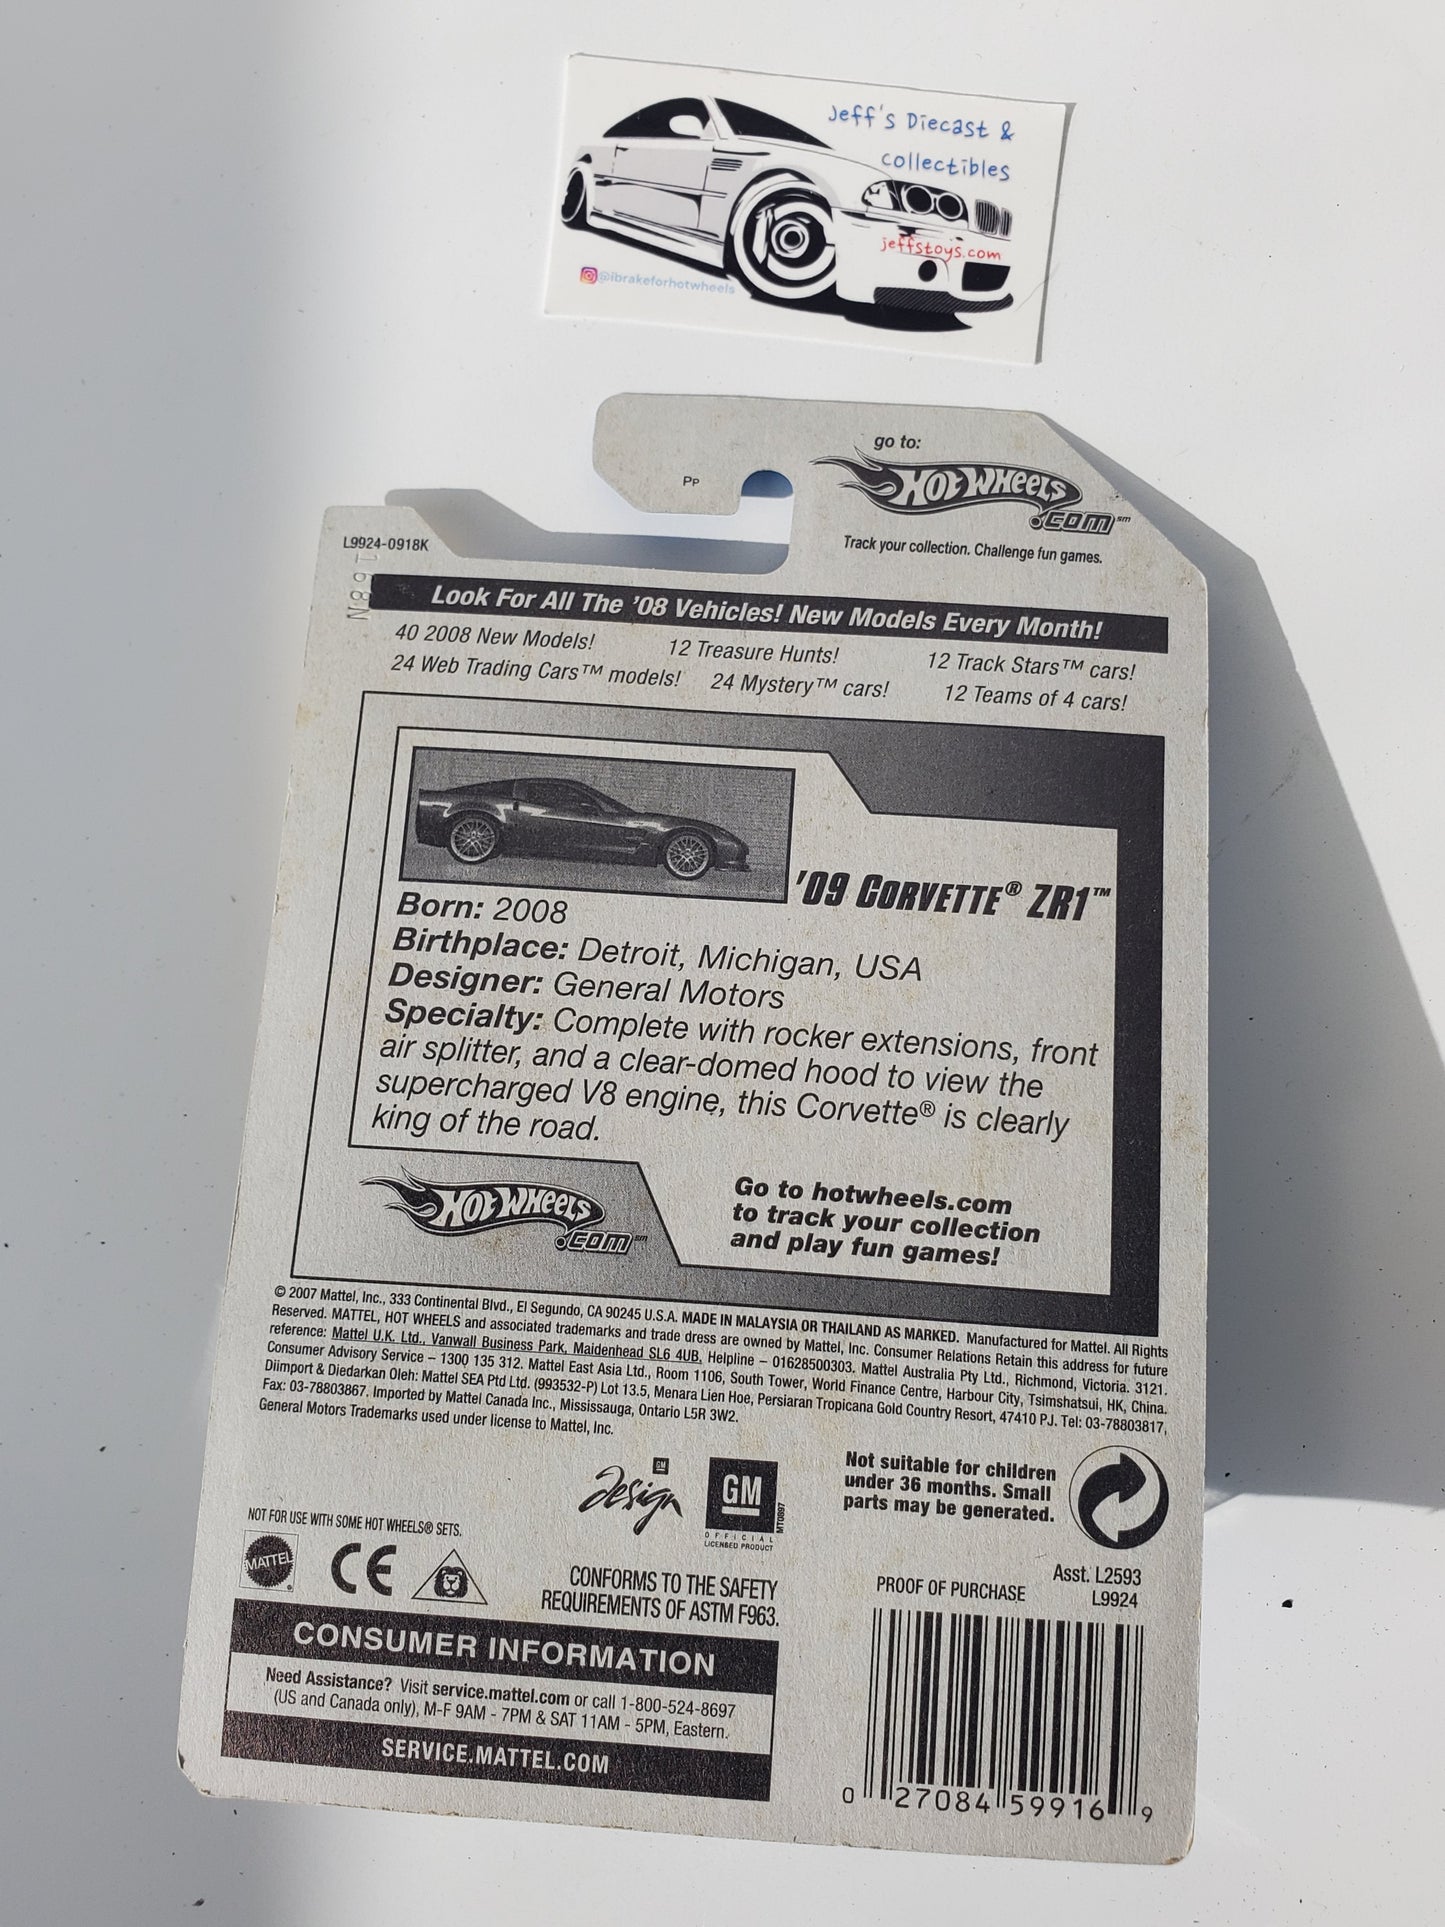 Jeff's Diecast &
collectibles
jeffstoys.com
@ibrakeforhotwheels
go to:
Pp
HOT WHEELS
.COM℠
Track your collection. Challenge fun games.
L9924-0918K
Look For All The '08 Vehicles! New Models Every Month!
40 2008 New Models! 12 Treasure Hunts! 12 Track Stars™ cars!
24 Web Trading Cars™ models! 24 Mystery™ cars! 12 Teams of 4 cars!
'09 CORVETTE® ZR1™
Born: 2008
Birthplace: Detroit, Michigan, USA
Designer: General Motors
Specialty: Complete with rocker extensions, front
air splitter, and a clear-domed hood to view the
supercharged V8 engine, this Corvette® is clearly
king of the road.
HOT WHEELS
.COM℠
Go to hotwheels.com
to track your collection
and play fun games!
© 2007 Mattel, Inc., 333 Continental Blvd., El Segundo, CA 90245 U.S.A. MADE IN MALAYSIA OR THAILAND AS MARKED. Manufactured for Mattel. All Rights
Reserved. MATTEL, HOT WHEELS and associated trademarks and trade dress are owned by Mattel, Inc. Consumer Relations Retain this address for future
reference: Mattel U.K. Ltd., Vanwall Business Park, Maidenhead SL6 4UB. Helpline – 01628500303. Mattel Australia Pty Ltd., Richmond, Victoria. 3121.
Consumer Advisory Service – 1300 135 312. Mattel East Asia Ltd., Room 1106, South Tower, World Finance Centre, Harbour City, Tsimshatsui, HK, China.
Diimport & Diedarkan Oleh: Mattel SEA Ptd Ltd. (993532-P) Lot 13.5, Menara Lien Hoe, Persiaran Tropicana Gold Country Resort, 47410 PJ. Tel: 03-78803817,
Fax: 03-78803867. Imported by Mattel Canada Inc., Mississauga, Ontario L5R 3W2.
General Motors Trademarks used under license to Mattel, Inc.
GM
Design
GM
OFFICIAL
LICENSED PRODUCT
MT0897
Not suitable for children
under 36 months. Small
parts may be generated.
NOT FOR USE WITH SOME HOT WHEELS® SETS.
MATTEL
CE
CONFORMS TO THE SAFETY
REQUIREMENTS OF ASTM F963.
PROOF OF PURCHASE
Asst. L2593
L9924
CONSUMER INFORMATION
Need Assistance? Visit service.mattel.com or call 1-800-524-8697
(US and Canada only), M-F 9AM - 7PM & SAT 11AM - 5PM, Eastern.
SERVICE.MATTEL.COM
0 27084 59916 9